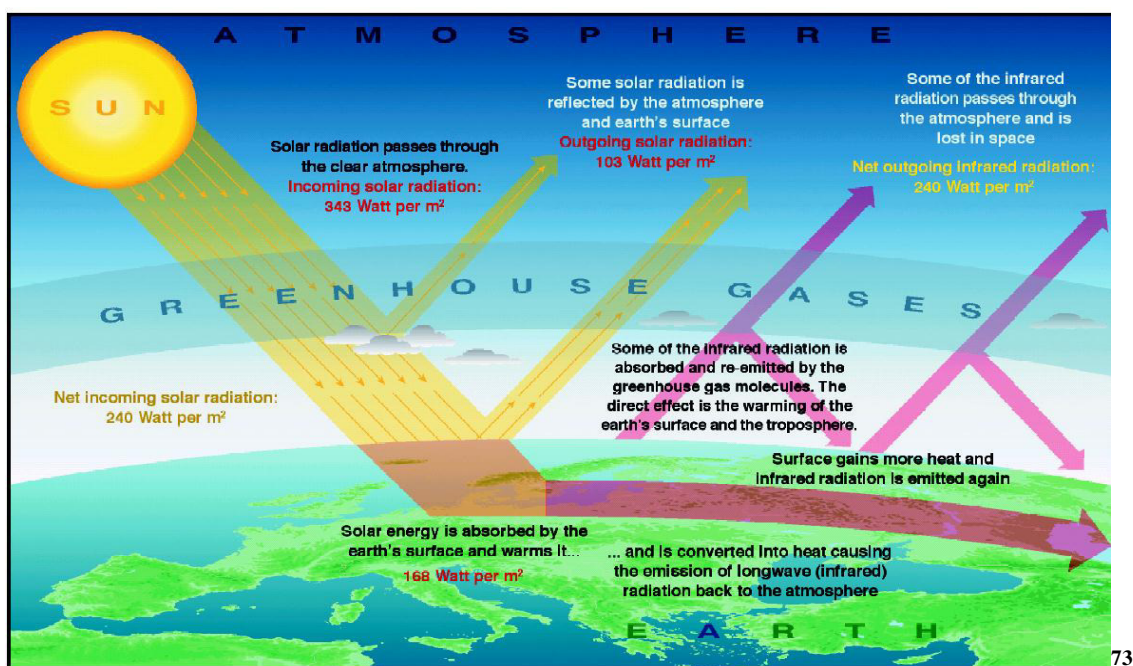 ATMOSPHERE
SUN
Solar radiation passes through
the clear atmosphere.
Incoming solar radiation:
343 Watt per m²
Some solar radiation is
reflected by the atmosphere
and earth's surface
Outgoing solar radiation:
103 Watt per m²
Some of the infrared
radiation passes through
the atmosphere and is
lost in space
Net outgoing infrared radiation:
240 Watt per m²
GREENHOUSE GASES
Net incoming solar radiation:
240 Watt per m²
Some of the infrared radiation is
absorbed and re-emitted by the
greenhouse gas molecules. The
direct effect is the warming of the
earth's surface and the troposphere.
Surface gains more heat and
infrared radiation is emitted again
Solar energy is absorbed by the
earth's surface and warms it...
168 Watt per m²
... and is converted into heat causing
the emission of longwave (infrared)
radiation back to the atmosphere
EARTH
73